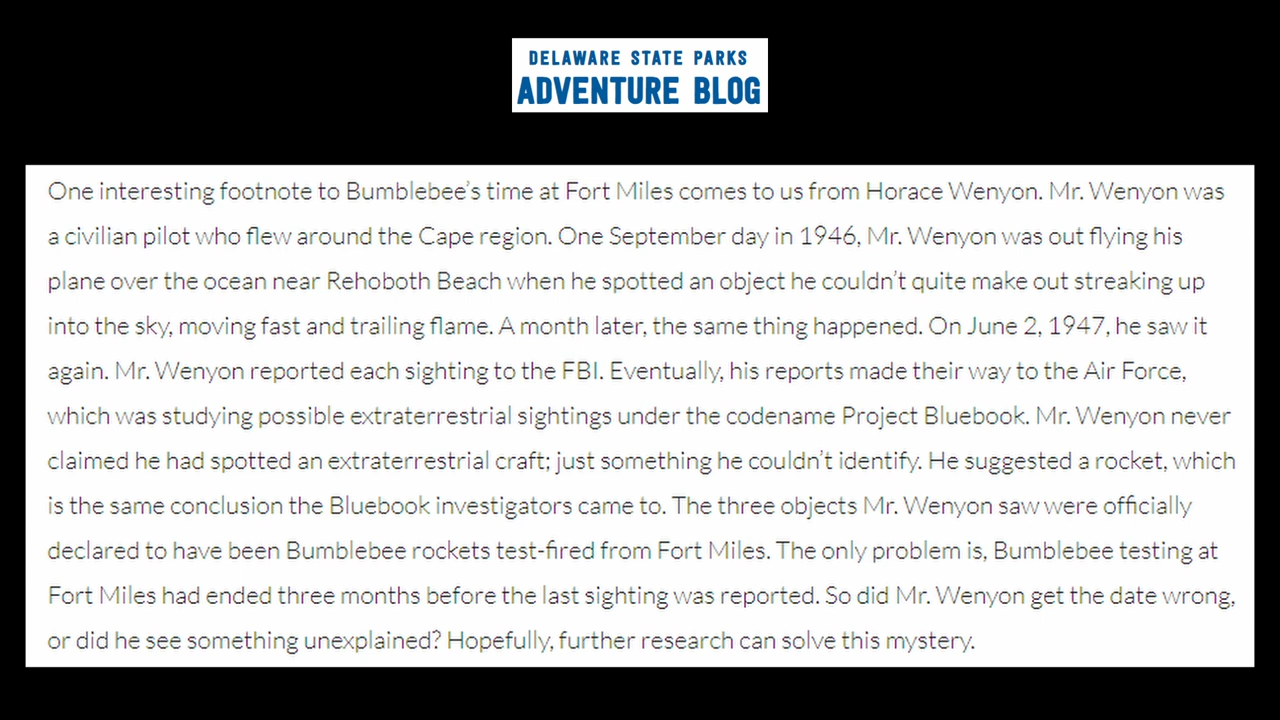 DELAWARE STATE PARKS
ADVENTURE BLOG
One interesting footnote to Bumblebee's time at Fort Miles comes to us from Horace Wenyon. Mr. Wenyon was
a civilian pilot who flew around the Cape region. One September day in 1946, Mr. Wenyon was out flying his
plane over the ocean near Rehoboth Beach when he spotted an object he couldn't quite make out streaking up
into the sky, moving fast and trailing flame. A month later, the same thing happened. On June 2, 1947, he saw it
again. Mr. Wenyon reported each sighting to the FBI. Eventually, his reports made their way to the Air Force,
which was studying possible extraterrestrial sightings under the codename Project Bluebook. Mr. Wenyon never
claimed he had spotted an extraterrestrial craft; just something he couldn't identify. He suggested a rocket, which
is the same conclusion the Bluebook investigators came to. The three objects Mr. Wenyon saw were officially
declared to have been Bumblebee rockets test-fired from Fort Miles. The only problem is, Bumblebee testing at
Fort Miles had ended three months before the last sighting was reported. So did Mr. Wenyon get the date wrong,
or did he see something unexplained? Hopefully, further research can solve this mystery.